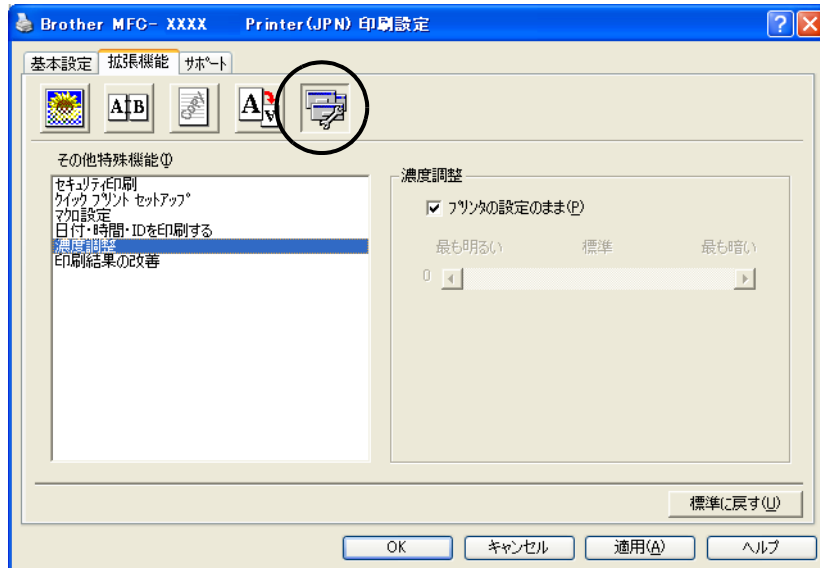 Brother MFC- XXXX Printer(JPN) 印刷設定
基本設定 拡張機能 サポート
A B A A
その他特殊機能(I)
セキュリティ印刷
クイック プリント セットアップ
マクロ設定
日付・時間・IDを印刷する
濃度調整
印刷結果の改善
濃度調整
プリンタの設定のまま(P)
最も明るい 標準 最も暗い
0
標準に戻す(U)
OK キャンセル 適用(A) ヘルプ